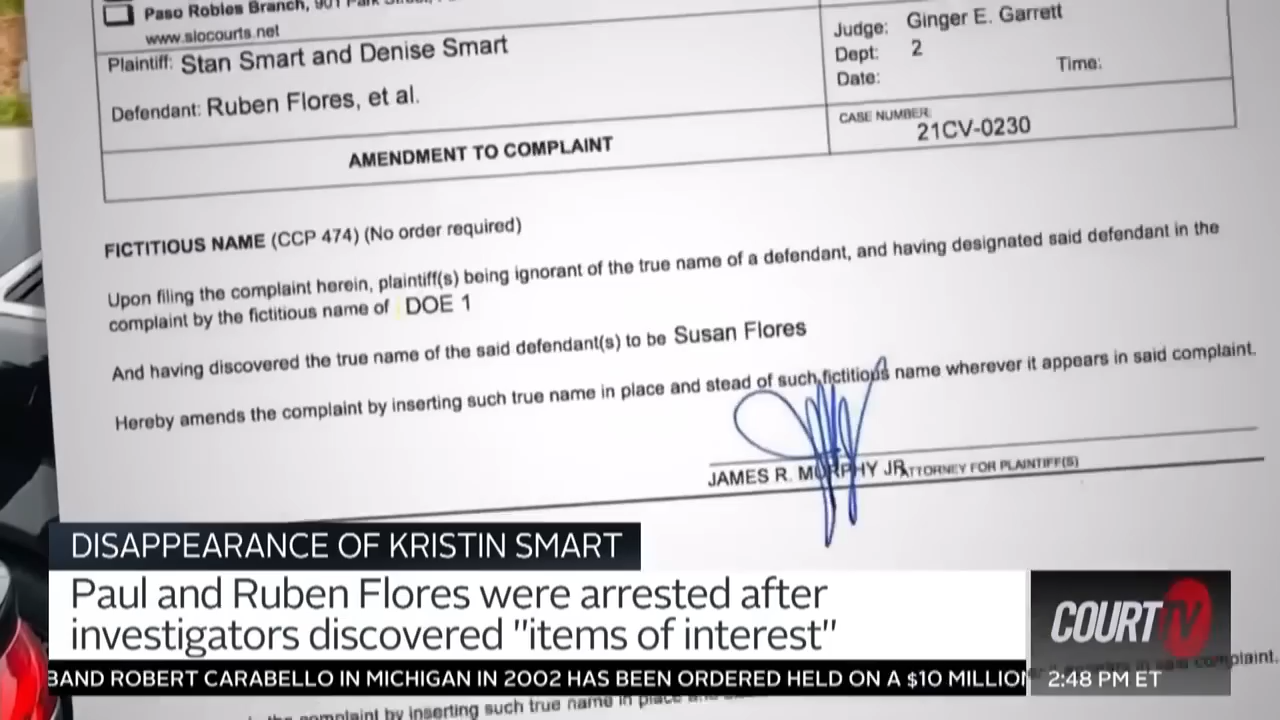 Paso Robles Branch, 901 Park Street,
www.slocourts.net
Plaintiff: Stan Smart and Denise Smart
Defendant: Ruben Flores, et al.
Judge: Ginger E. Garrett
Dept: 2
Date: Time:
CASE NUMBER:
21CV-0230
AMENDMENT TO COMPLAINT
FICTITIOUS NAME (CCP 474) (No order required)
Upon filing the complaint herein, plaintiff(s) being ignorant of the true name of a defendant, and having designated said defendant in the
complaint by the fictitious name of DOE 1
And having discovered the true name of the said defendant(s) to be Susan Flores
Hereby amends the complaint by inserting such true name in place and stead of such fictitious name wherever it appears in said complaint.
JAMES R. MURPHY JR ATTORNEY FOR PLAINTIFF(S)
DISAPPEARANCE OF KRISTIN SMART
Paul and Ruben Flores were arrested after
investigators discovered "items of interest"
COURT TV
BAND ROBERT CARABELLO IN MICHIGAN IN 2002 HAS BEEN ORDERED HELD ON A $10 MILLION
2:48 PM ET
complaint.
complaint by inserting such true name in place and